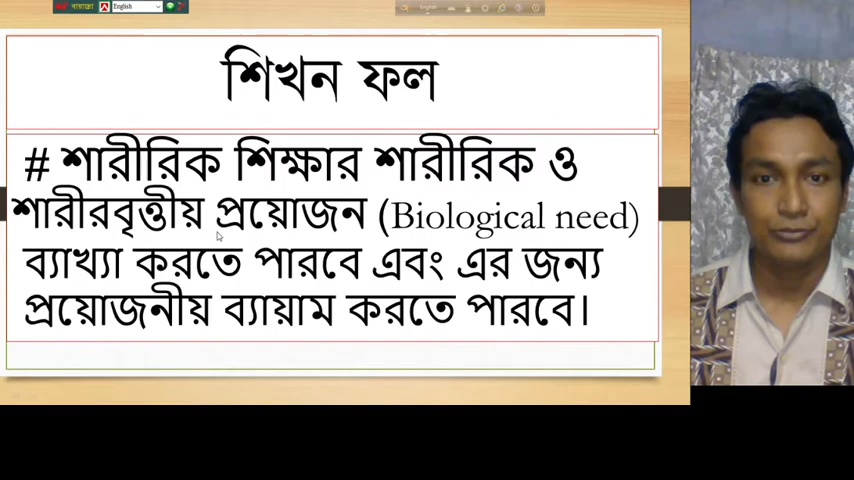 English
শিখন ফল
# শারীরিক শিক্ষার শারীরিক ও
শারীরবৃত্তীয় প্রয়োজন (Biological need)
ব্যাখ্যা করতে পারবে এবং এর জন্য
প্রয়োজনীয় ব্যায়াম করতে পারবে।